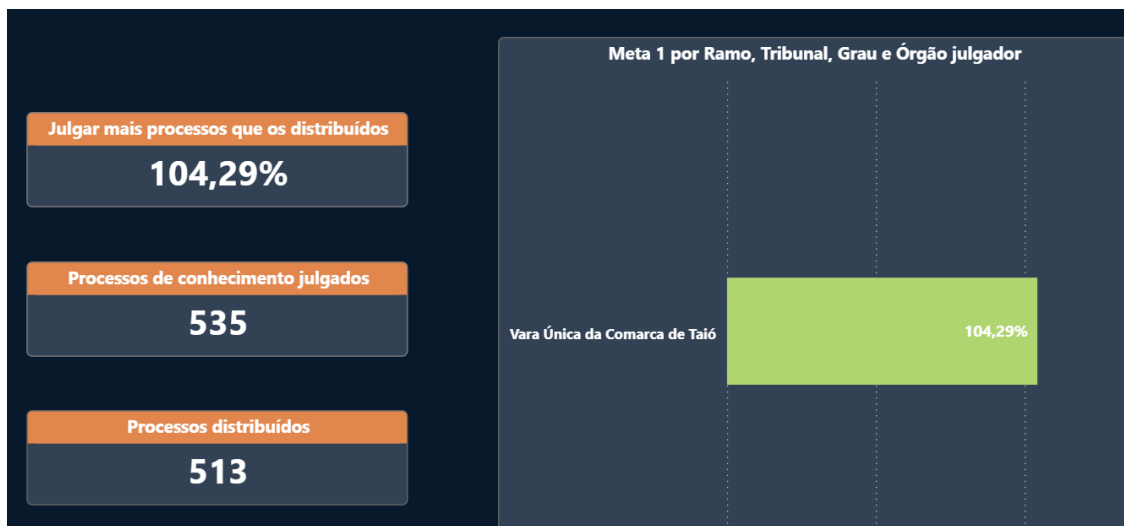 Meta 1 por Ramo, Tribunal, Grau e Órgão julgador
Julgar mais processos que os distribuídos
104,29%
Processos de conhecimento julgados
535
Processos distribuídos
513
Vara Única da Comarca de Taió
104,29%